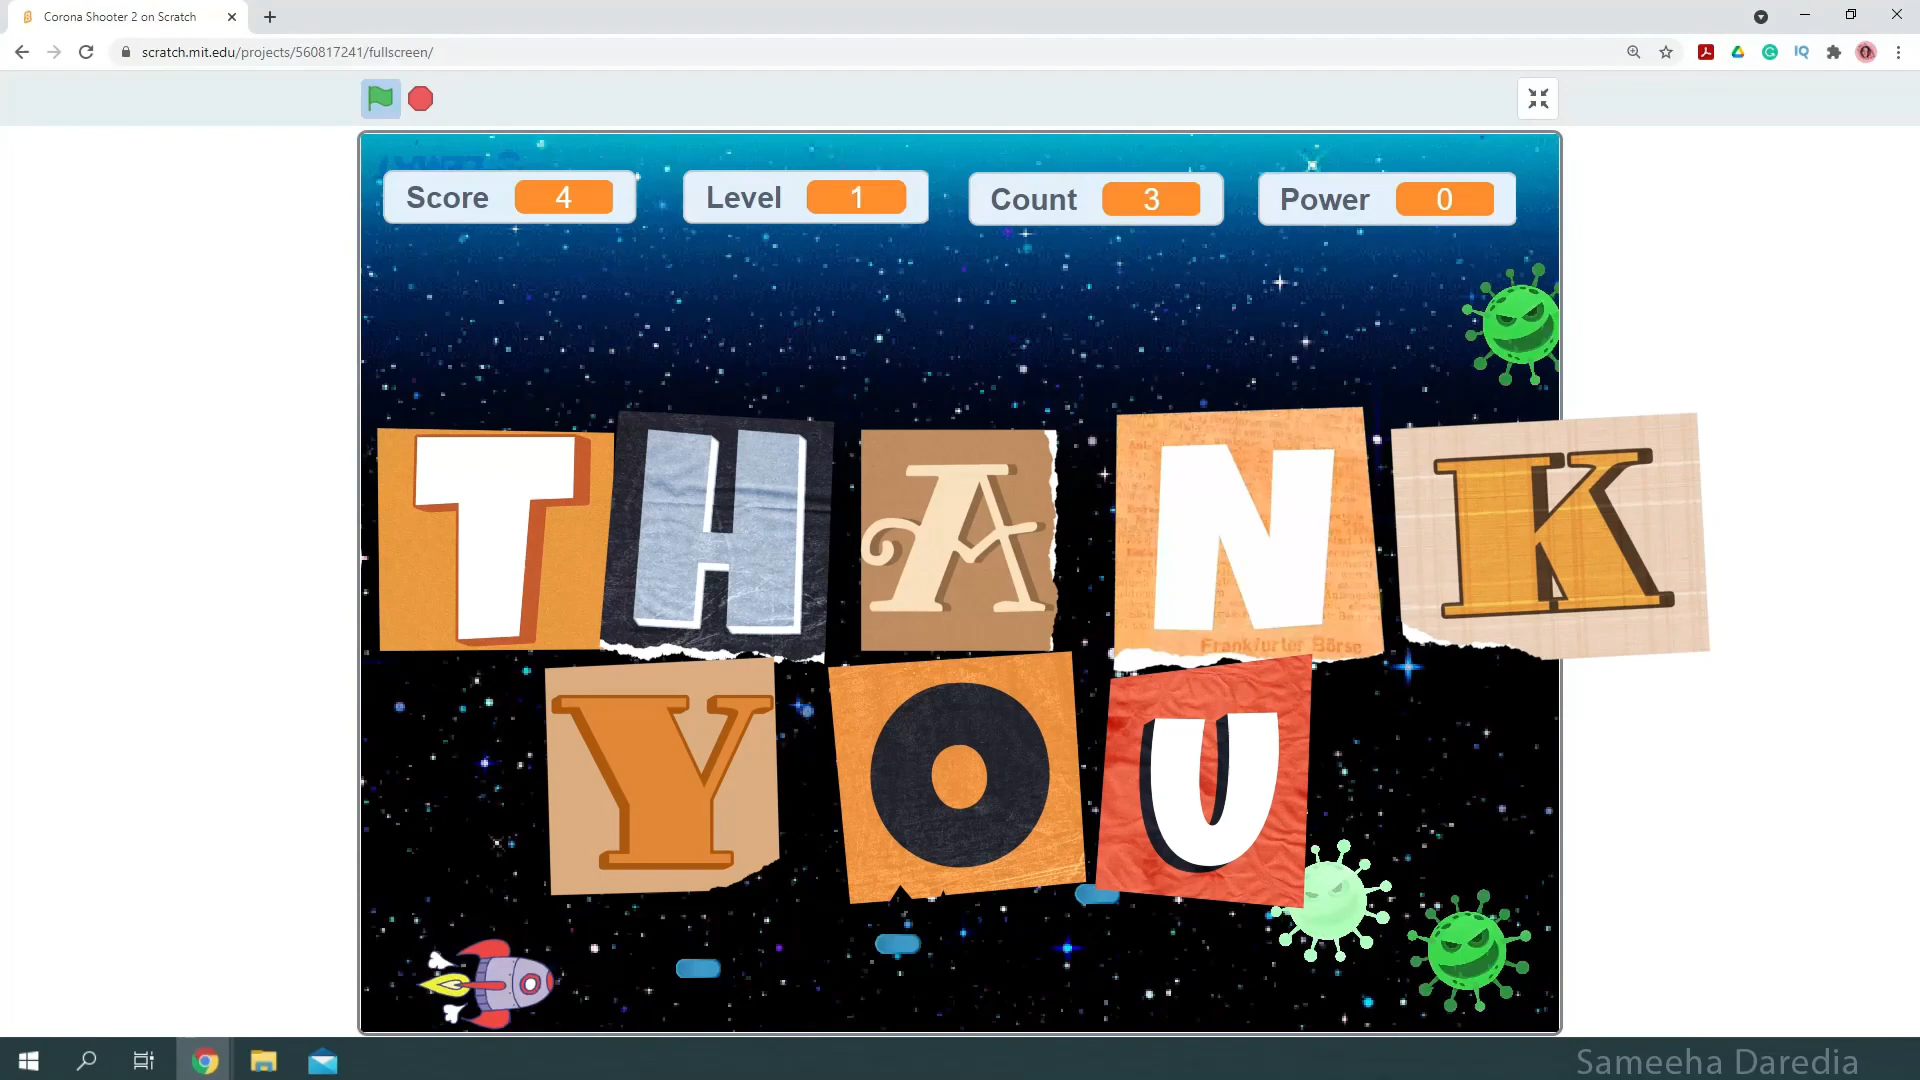 Corona Shooter 2 on Scratch
scratch.mit.edu/projects/560817241/fullscreen/
Score 4
Level 1
Count 3
Power 0
THANK
Frankfurter Börse
YOU
Sameeha Daredia